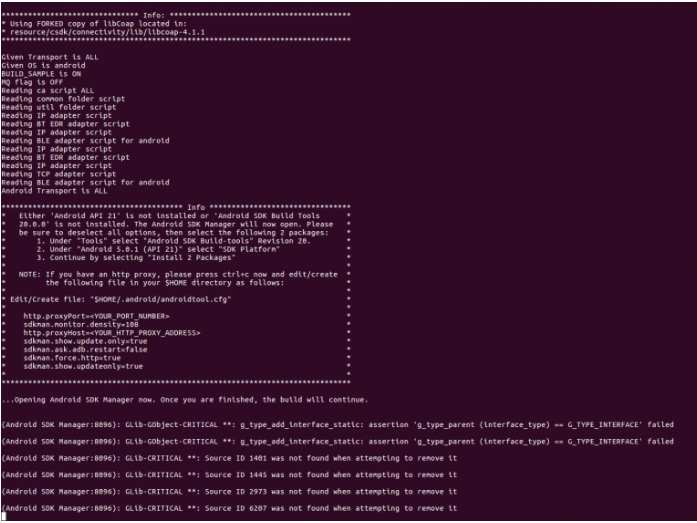 ******************************* Info: *****************************************
* Using FORKED copy of libCoap located in:
* resource/csdk/connectivity/lib/libcoap-4.1.1
*******************************************************************************
Given Transport is ALL
Given OS is android
BUILD_SAMPLE is ON
MQ flag is OFF
Reading ca script ALL
Reading common folder script
Reading util folder script
Reading IP adapter script
Reading BT EDR adapter script
Reading IP adapter script
Reading BLE adapter script for android
Reading IP adapter script
Reading BT EDR adapter script
Reading IP adapter script
Reading TCP adapter script
Reading BLE adapter script for android
Android Transport is ALL
***************************************** Info ********************************
*   Either 'Android API 21' is not installed or 'Android SDK Build Tools      *
*   20.0.0' is not installed. The Android SDK Manager will now open. Please   *
*   be sure to deselect all options, then select the following 2 packages:    *
*       1. Under "Tools" select "Android SDK Build-tools" Revision 20.        *
*       2. Under "Android 5.0.1 (API 21)" select "SDK Platform"               *
*       3. Continue by selecting "Install 2 Packages"                         *
*                                                                             *
*   NOTE: If you have an http proxy, please press ctrl+c now and edit/create  *
*         the following file in your $HOME directory as follows:              *
*                                                                             *
* Edit/Create file: "$HOME/.android/androidtool.cfg"                          *
*                                                                             *
*    http.proxyPort=<YOUR_PORT_NUMBER>                                        *
*    sdkman.monitor.density=108                                               *
*    http.proxyHost=<YOUR_HTTP_PROXY_ADDRESS>                                 *
*    sdkman.show.update.only=true                                             *
*    sdkman.ask.adb.restart=false                                             *
*    sdkman.force.http=true                                                   *
*    sdkman.show.updateonly=true                                              *
*                                                                             *
*******************************************************************************
...Opening Android SDK Manager now. Once you are finished, the build will continue.
(Android SDK Manager:8096): GLib-GObject-CRITICAL **: g_type_add_interface_static: assertion 'g_type_parent (interface_type) == G_TYPE_INTERFACE' failed
(Android SDK Manager:8096): GLib-GObject-CRITICAL **: g_type_add_interface_static: assertion 'g_type_parent (interface_type) == G_TYPE_INTERFACE' failed
(Android SDK Manager:8096): GLib-CRITICAL **: Source ID 1401 was not found when attempting to remove it
(Android SDK Manager:8096): GLib-CRITICAL **: Source ID 1445 was not found when attempting to remove it
(Android SDK Manager:8096): GLib-CRITICAL **: Source ID 2973 was not found when attempting to remove it
(Android SDK Manager:8096): GLib-CRITICAL **: Source ID 6207 was not found when attempting to remove it